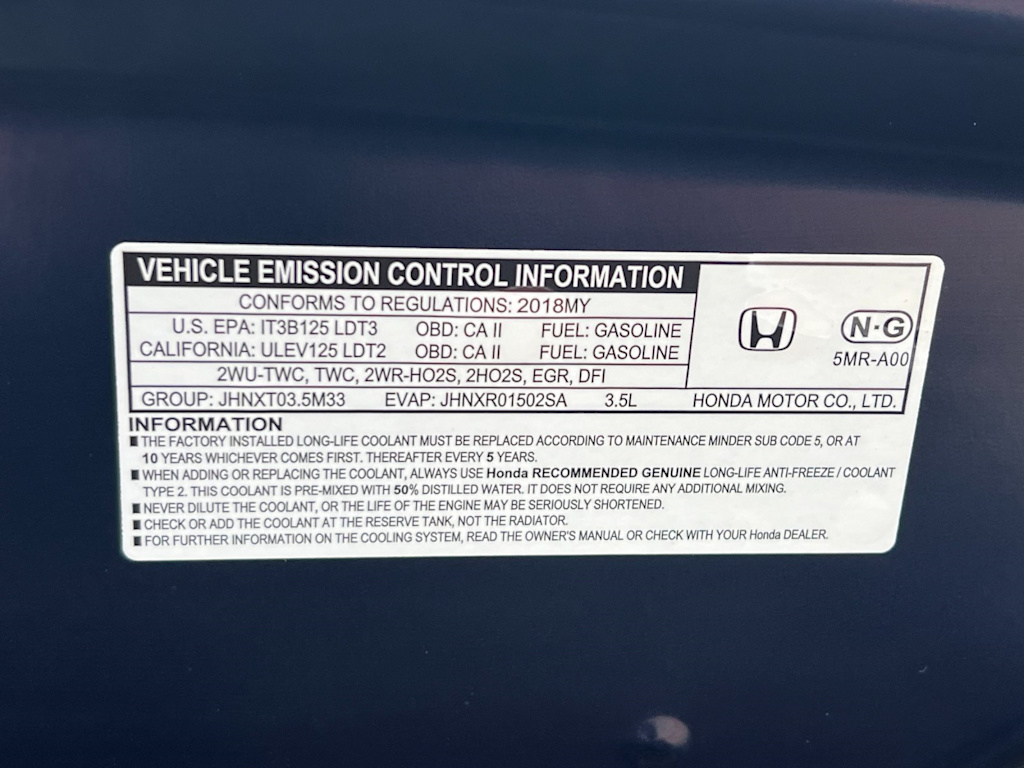 VEHICLE EMISSION CONTROL INFORMATION
CONFORMS TO REGULATIONS: 2018MY
U.S. EPA: IT3B125 LDT3 OBD: CA II FUEL: GASOLINE
CALIFORNIA: ULEV125 LDT2 OBD: CA II FUEL: GASOLINE
2WU-TWC, TWC, 2WR-HO2S, 2HO2S, EGR, DFI
N-G
5MR-A00
GROUP: JHNXT03.5M33 EVAP: JHNXR01502SA 3.5L HONDA MOTOR CO., LTD.
INFORMATION
■ THE FACTORY INSTALLED LONG-LIFE COOLANT MUST BE REPLACED ACCORDING TO MAINTENANCE MINDER SUB CODE 5, OR AT
10 YEARS WHICHEVER COMES FIRST. THEREAFTER EVERY 5 YEARS.
■ WHEN ADDING OR REPLACING THE COOLANT, ALWAYS USE Honda RECOMMENDED GENUINE LONG-LIFE ANTI-FREEZE / COOLANT
TYPE 2. THIS COOLANT IS PRE-MIXED WITH 50% DISTILLED WATER. IT DOES NOT REQUIRE ANY ADDITIONAL MIXING.
■ NEVER DILUTE THE COOLANT, OR THE LIFE OF THE ENGINE MAY BE SERIOUSLY SHORTENED.
■ CHECK OR ADD THE COOLANT AT THE RESERVE TANK, NOT THE RADIATOR.
■ FOR FURTHER INFORMATION ON THE COOLING SYSTEM, READ THE OWNER'S MANUAL OR CHECK WITH YOUR Honda DEALER.